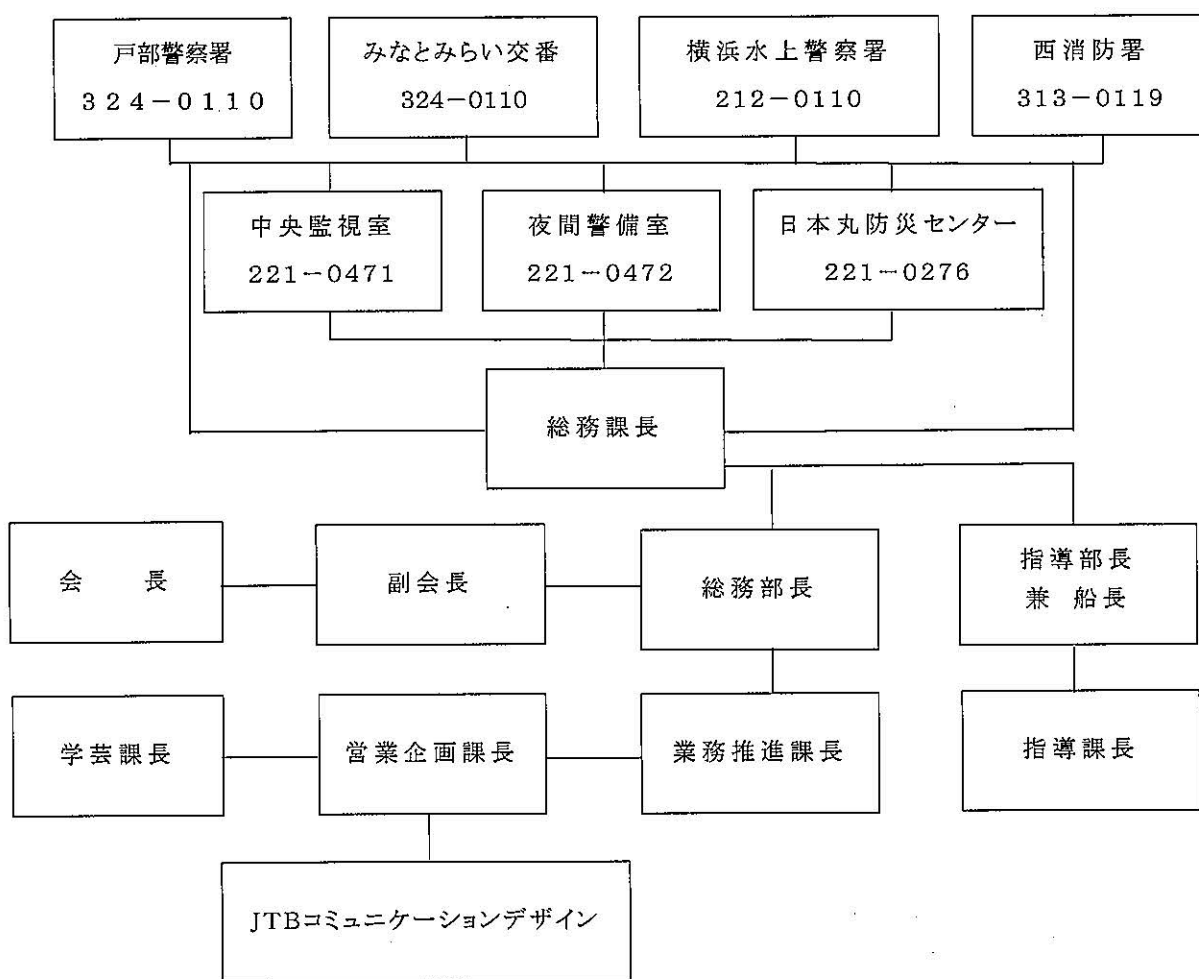 戸部警察署
324-0110
みなとみらい交番
324-0110
横浜水上警察署
212-0110
西消防署
313-0119
中央監視室
221-0471
夜間警備室
221-0472
日本丸防災センター
221-0276
総務課長
会　　長
副会長
総務部長
指導部長
兼 船長
学芸課長
営業企画課長
業務推進課長
指導課長
JTBコミュニケーションデザイン